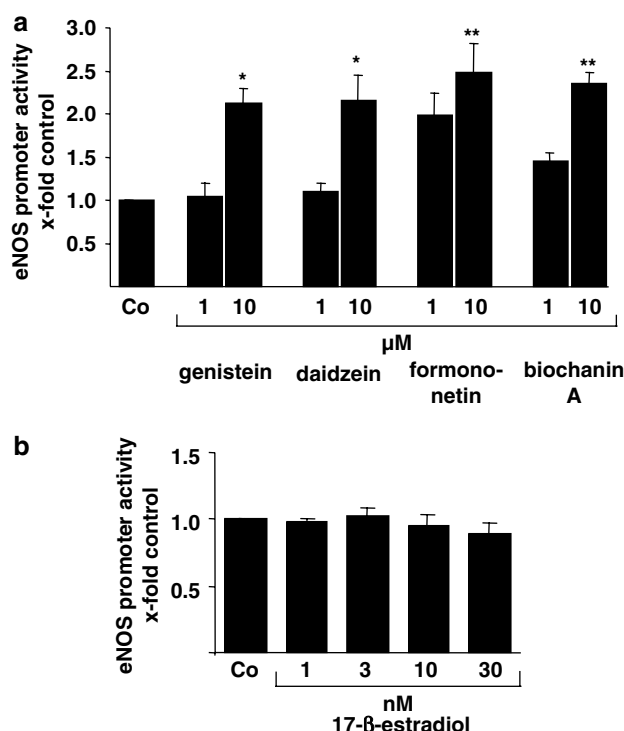 a
eNOS promoter activity
x-fold control
3.0
2.5
2.0
1.5
1.0
0.5
* * ** **
Co 1 10 1 10 1 10 1 10
µM
genistein daidzein formono- biochanin
netin A
b
eNOS promoter activity
x-fold control
1.5
1.0
0.5
Co 1 3 10 30
nM
17-β-estradiol